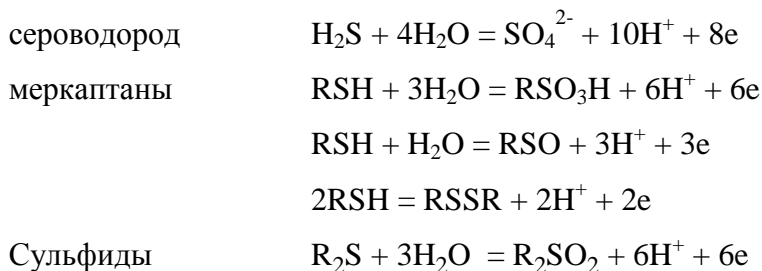 сероводород H₂S + 4H₂O = SO₄²⁻ + 10H⁺ + 8e
меркаптаны RSH + 3H₂O = RSO₃H + 6H⁺ + 6e
RSH + H₂O = RSO + 3H⁺ + 3e
2RSH = RSSR + 2H⁺ + 2e
Сульфиды R₂S + 3H₂O = R₂SO₂ + 6H⁺ + 6e